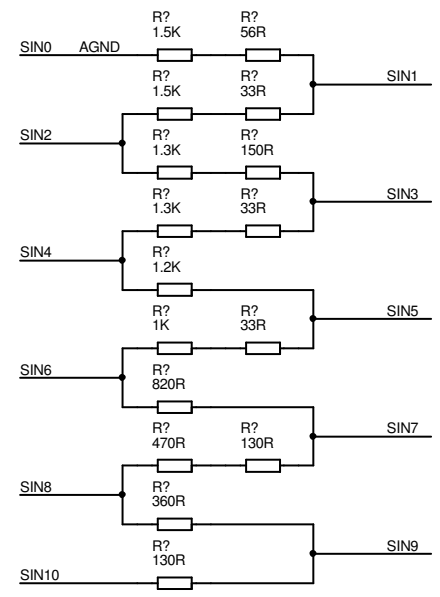 R? R?
1.5K 56R
SIN0 AGND
R? R? SIN1
1.5K 33R
SIN2 R? R?
1.3K 150R
R? R? SIN3
1.3K 33R
SIN4 R?
1.2K
R? R? SIN5
1K 33R
SIN6 R?
820R
R? R? SIN7
470R 130R
SIN8 R?
360R
R? SIN9
130R
SIN10